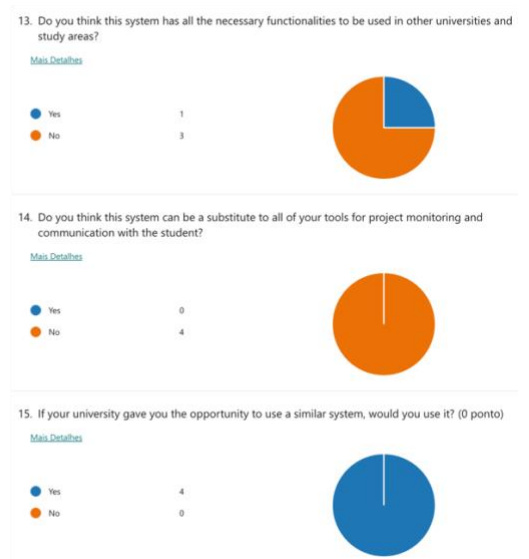 13. Do you think this system has all the necessary functionalities to be used in other universities and
study areas?
Mais Detalhes
Yes 1
No 3
14. Do you think this system can be a substitute to all of your tools for project monitoring and
communication with the student?
Mais Detalhes
Yes 0
No 4
15. If your university gave you the opportunity to use a similar system, would you use it? (0 ponto)
Mais Detalhes
Yes 4
No 0